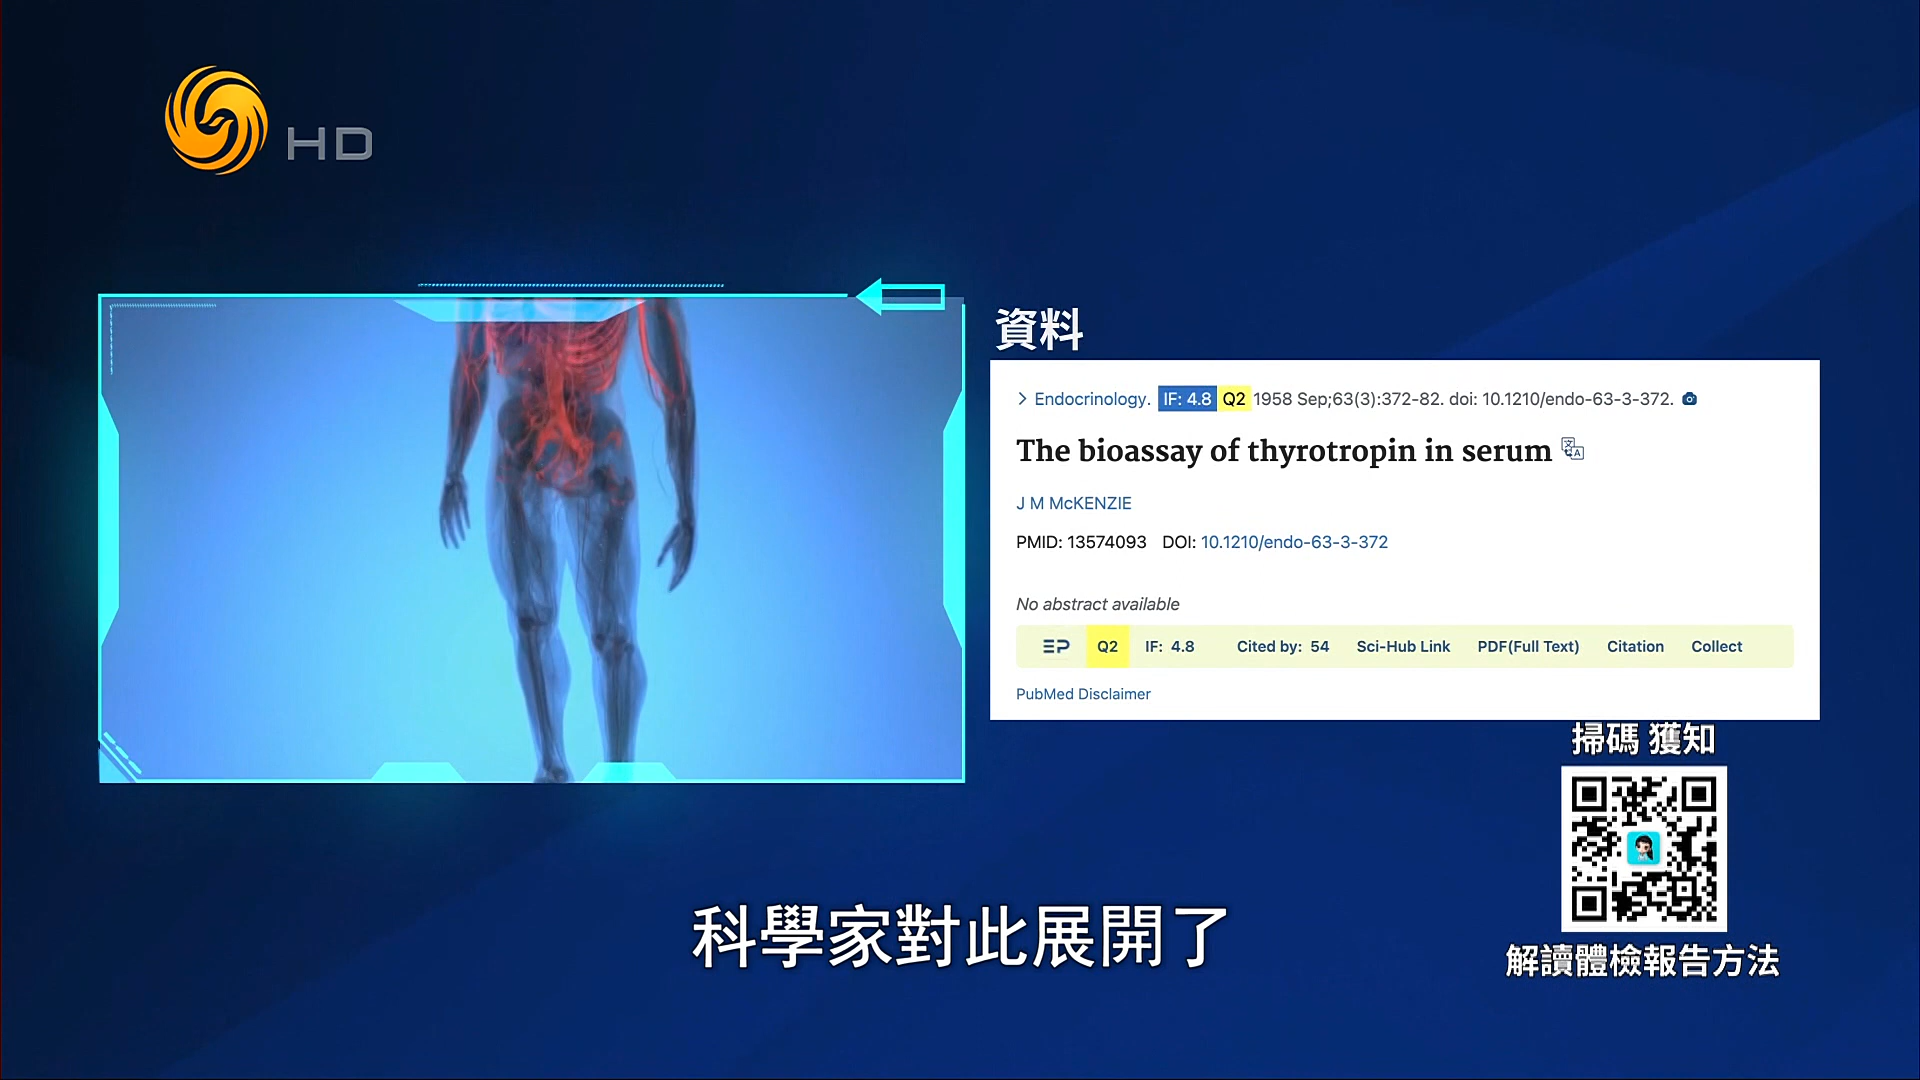 HD
資料
Endocrinology. IF: 4.8 Q2 1958 Sep;63(3):372-82. doi: 10.1210/endo-63-3-372.
The bioassay of thyrotropin in serum
J M McKENZIE
PMID: 13574093 DOI: 10.1210/endo-63-3-372
No abstract available
EP Q2 IF: 4.8 Cited by: 54 Sci-Hub Link PDF(Full Text) Citation Collect
PubMed Disclaimer
掃碼 獲知
解讀體檢報告方法
科學家對此展開了